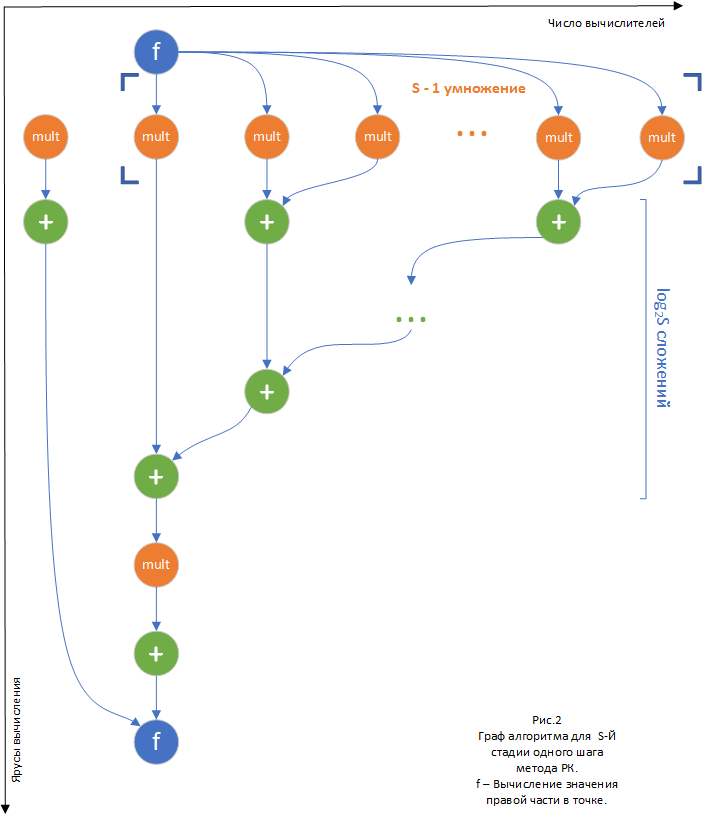 Число вычислителей
f
S - 1 умножение
mult
mult
mult
mult
...
mult
mult
+
+
+
...
log₂S сложений
+
+
mult
+
f
Ярусы вычисления
Рис.2
Граф алгоритма для S-Й
стадии одного шага
метода РК.
f – Вычисление значения
правой части в точке.